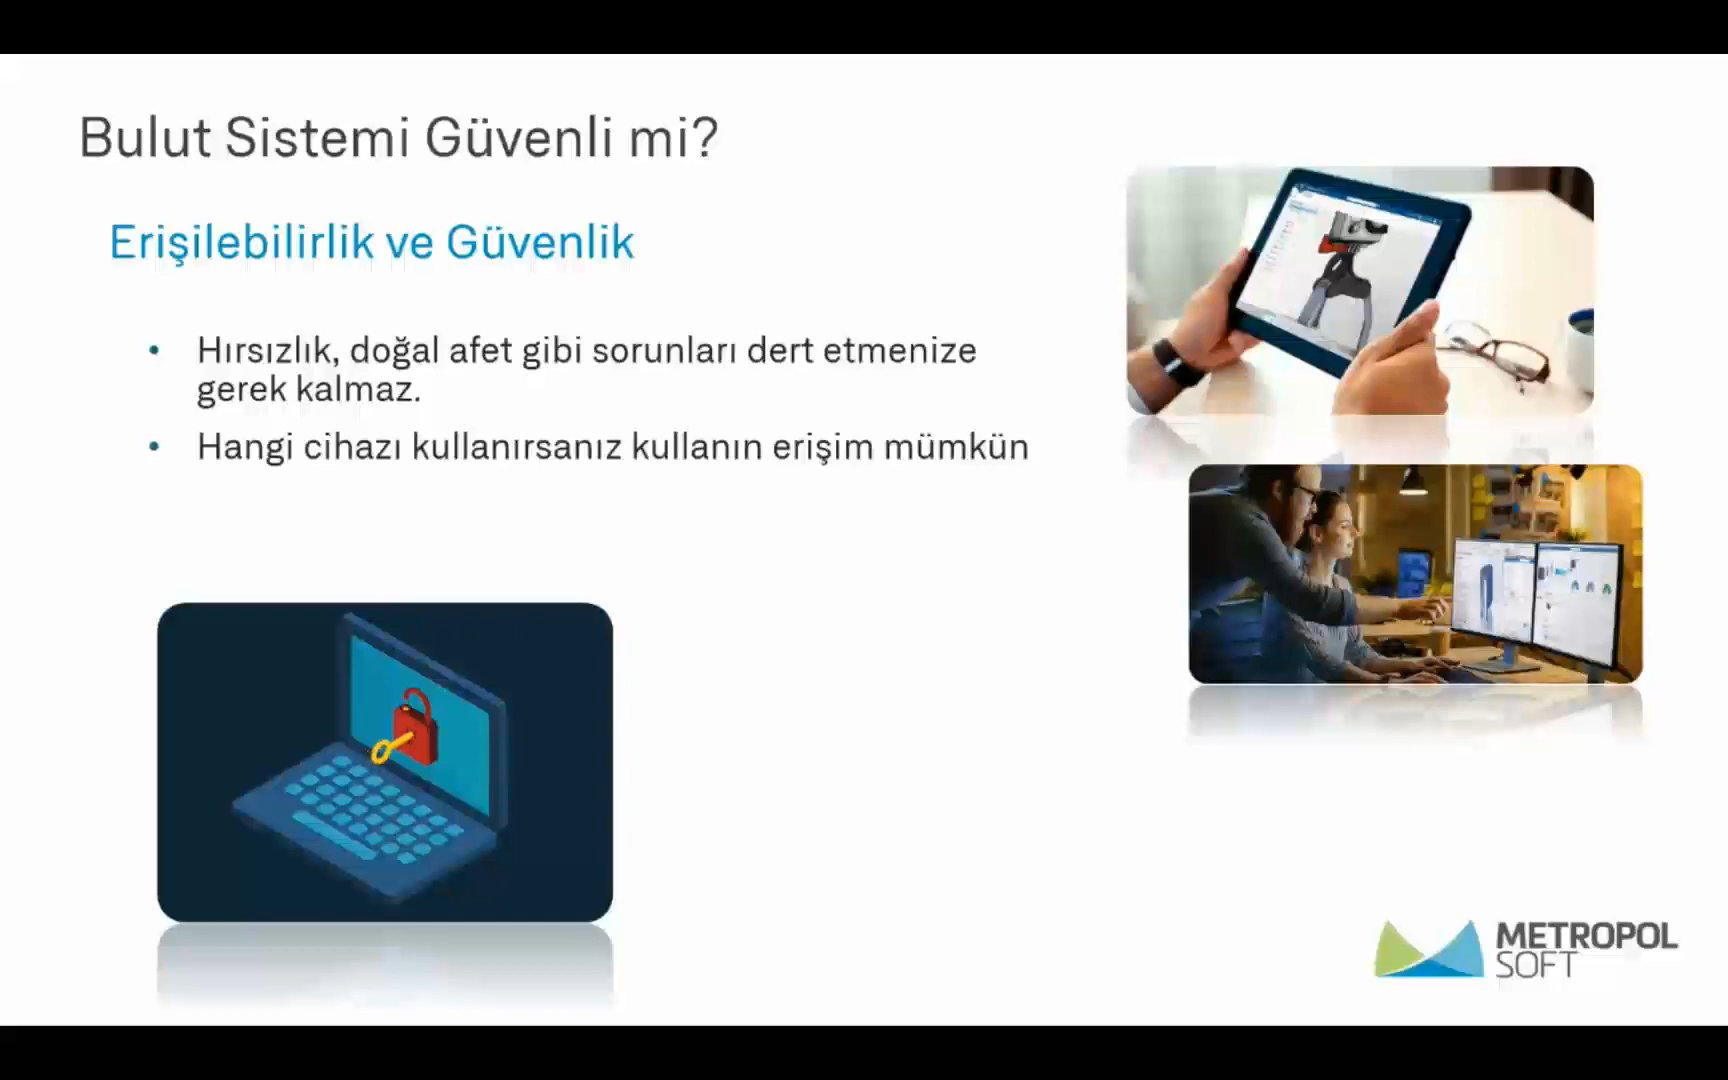 Bulut Sistemi Güvenli mi?
Erişilebilirlik ve Güvenlik
• Hırsızlık, doğal afet gibi sorunları dert etmenize
gerek kalmaz.
• Hangi cihazı kullanırsanız kullanın erişim mümkün
METROPOL
SOFT